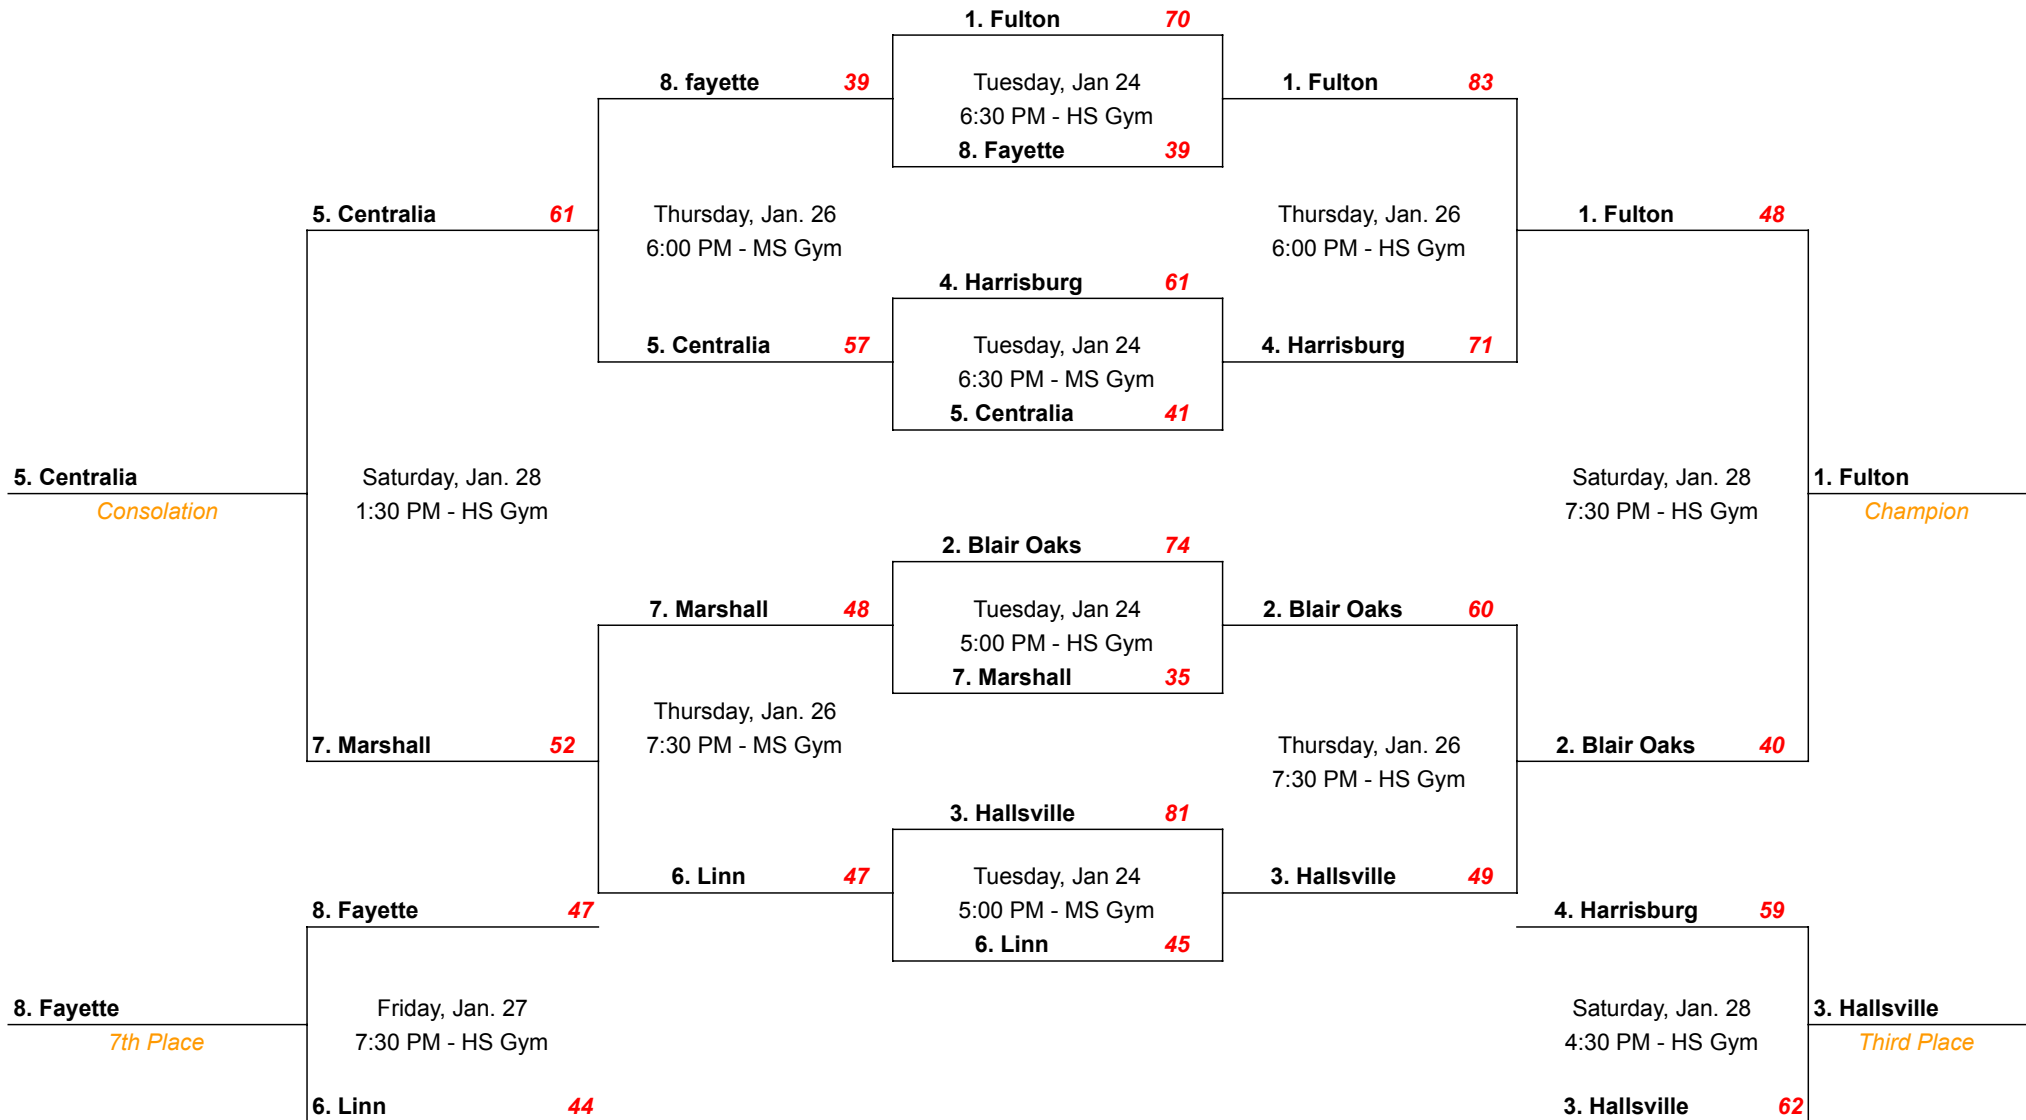 1. Fulton 70
8. fayette 39 Tuesday, Jan 24 1. Fulton 83
6:30 PM - HS Gym
8. Fayette 39
5. Centralia 61 Thursday, Jan. 26 Thursday, Jan. 26 1. Fulton 48
6:00 PM - MS Gym 6:00 PM - HS Gym
4. Harrisburg 61
5. Centralia 57 Tuesday, Jan 24 4. Harrisburg 71
6:30 PM - MS Gym
5. Centralia 41
5. Centralia Saturday, Jan. 28 Saturday, Jan. 28 1. Fulton
Consolation 1:30 PM - HS Gym 7:30 PM - HS Gym Champion
2. Blair Oaks 74
7. Marshall 48 Tuesday, Jan 24 2. Blair Oaks 60
5:00 PM - HS Gym
7. Marshall 35
Thursday, Jan. 26
7. Marshall 52 7:30 PM - MS Gym Thursday, Jan. 26 2. Blair Oaks 40
7:30 PM - HS Gym
3. Hallsville 81
6. Linn 47 Tuesday, Jan 24 3. Hallsville 49
8. Fayette 47 5:00 PM - MS Gym 4. Harrisburg 59
6. Linn 45
8. Fayette Friday, Jan. 27 Saturday, Jan. 28 3. Hallsville
7th Place 7:30 PM - HS Gym 4:30 PM - HS Gym Third Place
6. Linn 44 3. Hallsville 62